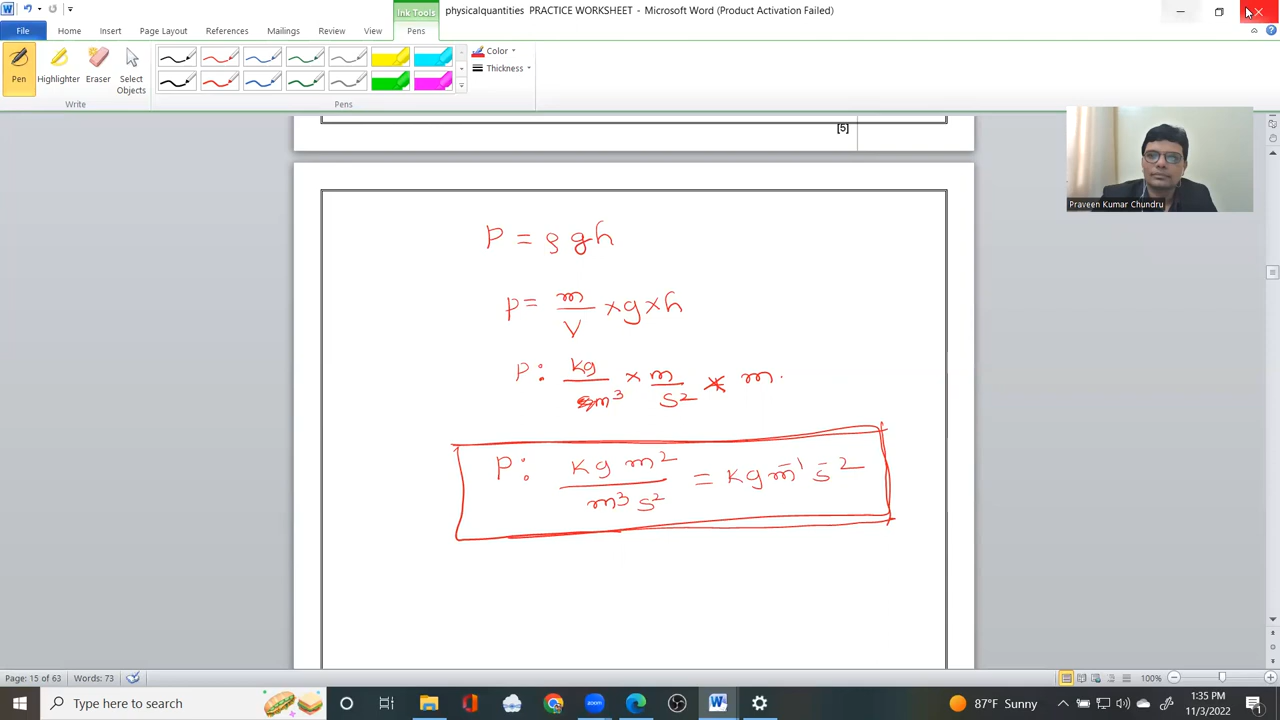 physicalquantities PRACTICE WORKSHEET - Microsoft Word (Product Activation Failed)
Ink Tools
File Home Insert Page Layout References Mailings Review View Pens
Pen Highlighter Eraser Select Objects
Color
Thickness
Write Pens
[5]
Praveen Kumar Chundru
P = ρgh
P = m/V × g × h
P: kg/m³ × m/s² × m.
P: kg m²/m³ s² = kg m⁻¹ s⁻²
Page: 15 of 63 Words: 73 100%
Type here to search
zoom
87°F Sunny
1:35 PM
11/3/2022